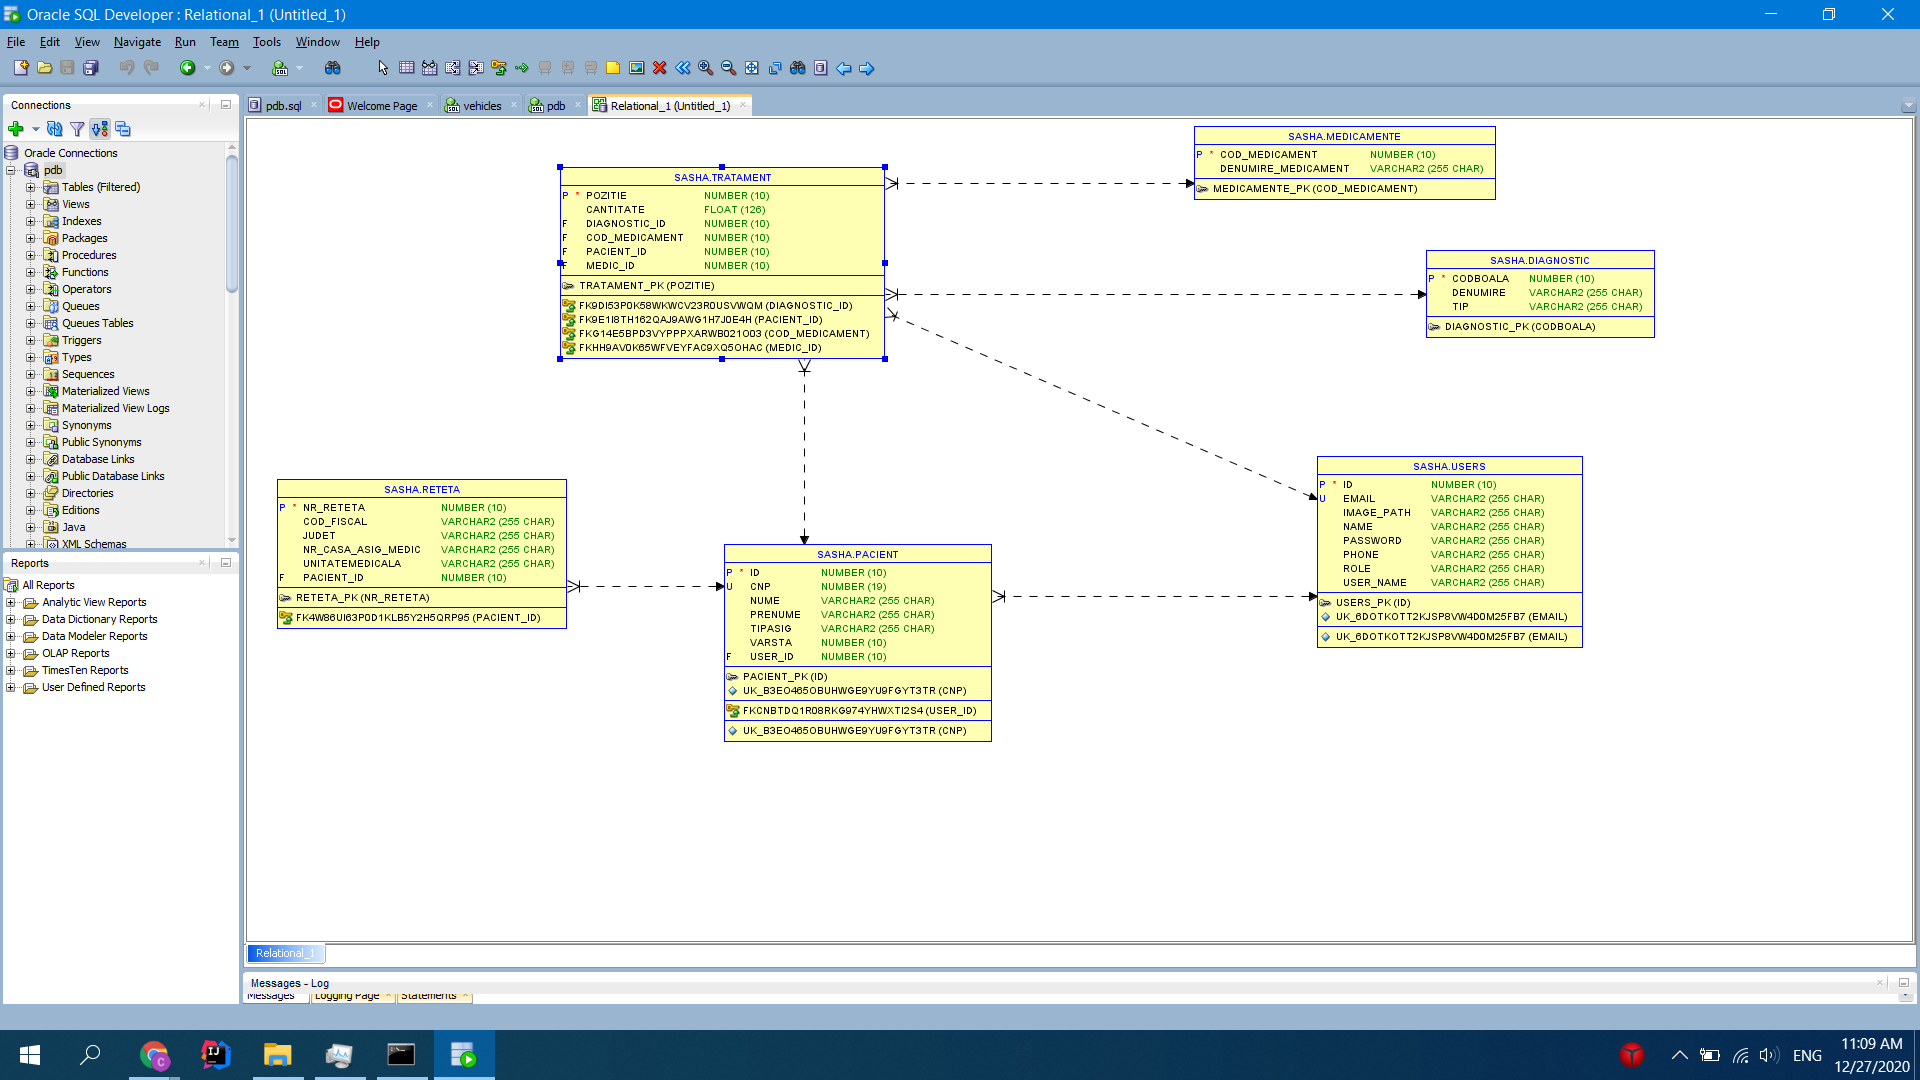 Oracle SQL Developer : Relational_1 (Untitled_1)
File Edit View Navigate Run Team Tools Window Help
Connections
pdb.sql Welcome Page vehicles pdb Relational_1 (Untitled_1)
Oracle Connections
pdb
Tables (Filtered)
Views
Indexes
Packages
Procedures
Functions
Operators
Queues
Queues Tables
Triggers
Types
Sequences
Materialized Views
Materialized View Logs
Synonyms
Public Synonyms
Database Links
Public Database Links
Directories
Editions
Java
XML Schemas
Reports
All Reports
Analytic View Reports
Data Dictionary Reports
Data Modeler Reports
OLAP Reports
TimesTen Reports
User Defined Reports
SASHA.TRATAMENT
P * POZITIE NUMBER (10)
CANTITATE FLOAT (126)
F DIAGNOSTIC_ID NUMBER (10)
F COD_MEDICAMENT NUMBER (10)
F PACIENT_ID NUMBER (10)
F MEDIC_ID NUMBER (10)
TRATAMENT_PK (POZITIE)
FK9DI53P0K58WKWCV23R0USVWQM (DIAGNOSTIC_ID)
FK9E1I8TH162QAJ9AWG1H7J0E4H (PACIENT_ID)
FKG14E5BPD3VYPPPXARWB021O03 (COD_MEDICAMENT)
FKHH9AV0K65WFVEYFAC9XQ5OHAC (MEDIC_ID)
SASHA.MEDICAMENTE
P * COD_MEDICAMENT NUMBER (10)
DENUMIRE_MEDICAMENT VARCHAR2 (255 CHAR)
MEDICAMENTE_PK (COD_MEDICAMENT)
SASHA.DIAGNOSTIC
P * CODBOALA NUMBER (10)
DENUMIRE VARCHAR2 (255 CHAR)
TIP VARCHAR2 (255 CHAR)
DIAGNOSTIC_PK (CODBOALA)
SASHA.RETETA
P * NR_RETETA NUMBER (10)
COD_FISCAL VARCHAR2 (255 CHAR)
JUDET VARCHAR2 (255 CHAR)
NR_CASA_ASIG_MEDIC VARCHAR2 (255 CHAR)
UNITATEMEDICALA VARCHAR2 (255 CHAR)
F PACIENT_ID NUMBER (10)
RETETA_PK (NR_RETETA)
FK4W86UI63P0D1KLB5Y2H5QRP95 (PACIENT_ID)
SASHA.PACIENT
P * ID NUMBER (10)
U CNP NUMBER (19)
NUME VARCHAR2 (255 CHAR)
PRENUME VARCHAR2 (255 CHAR)
TIPASIG VARCHAR2 (255 CHAR)
VARSTA NUMBER (10)
F USER_ID NUMBER (10)
PACIENT_PK (ID)
UK_B3EO465OBUHWGE9YU9FGYT3TR (CNP)
FKCNBTDQ1R08RKG974YHWXTI2S4 (USER_ID)
UK_B3EO465OBUHWGE9YU9FGYT3TR (CNP)
SASHA.USERS
P * ID NUMBER (10)
U EMAIL VARCHAR2 (255 CHAR)
IMAGE_PATH VARCHAR2 (255 CHAR)
NAME VARCHAR2 (255 CHAR)
PASSWORD VARCHAR2 (255 CHAR)
PHONE VARCHAR2 (255 CHAR)
ROLE VARCHAR2 (255 CHAR)
USER_NAME VARCHAR2 (255 CHAR)
USERS_PK (ID)
UK_6DOTKOTT2KJSP8VW4D0M25FB7 (EMAIL)
UK_6DOTKOTT2KJSP8VW4D0M25FB7 (EMAIL)
Relational_1
Messages - Log
Messages Logging Page Statements
ENG
11:09 AM
12/27/2020